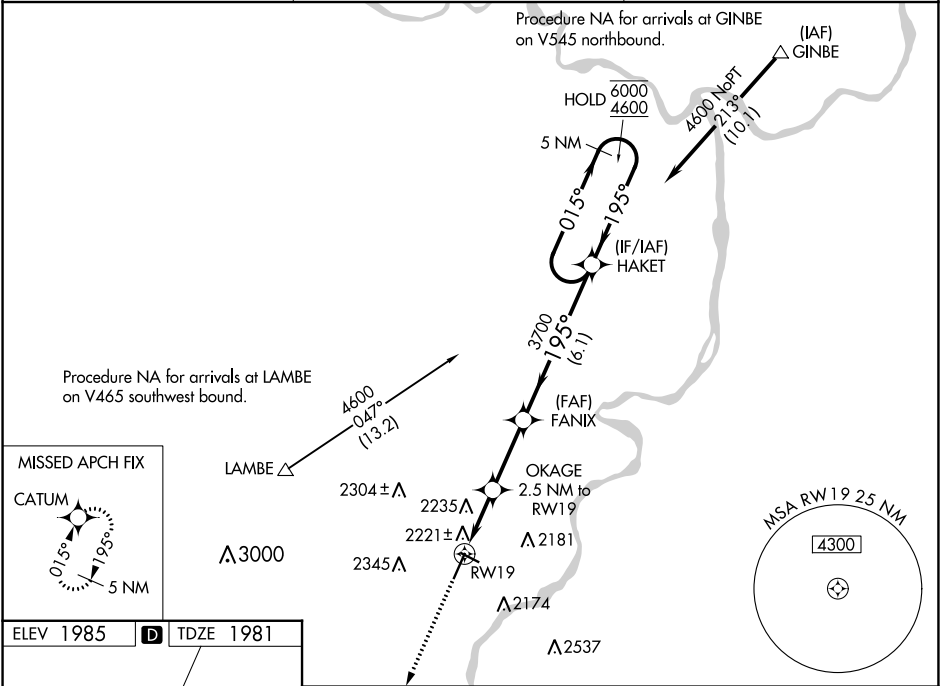 Procedure NA for arrivals at GINBE
on V545 northbound.
(IAF)
GINBE
4600 NoPT
213°
(10.1)
HOLD
6000
4600
5 NM
015°
195°
(IF/IAF)
HAKET
3700
195°
(6.1)
Procedure NA for arrivals at LAMBE
on V465 southwest bound.
4600
047°
(13.2)
LAMBE
(FAF)
FANIX
OKAGE
2.5 NM to
RW19
MISSED APCH FIX
CATUM
015°
195°
5 NM
2304±
2235
2221±
2181
3000
2345
RW19
2174
2537
MSA RW19 25 NM
4300
ELEV 1985 D TDZE 1981